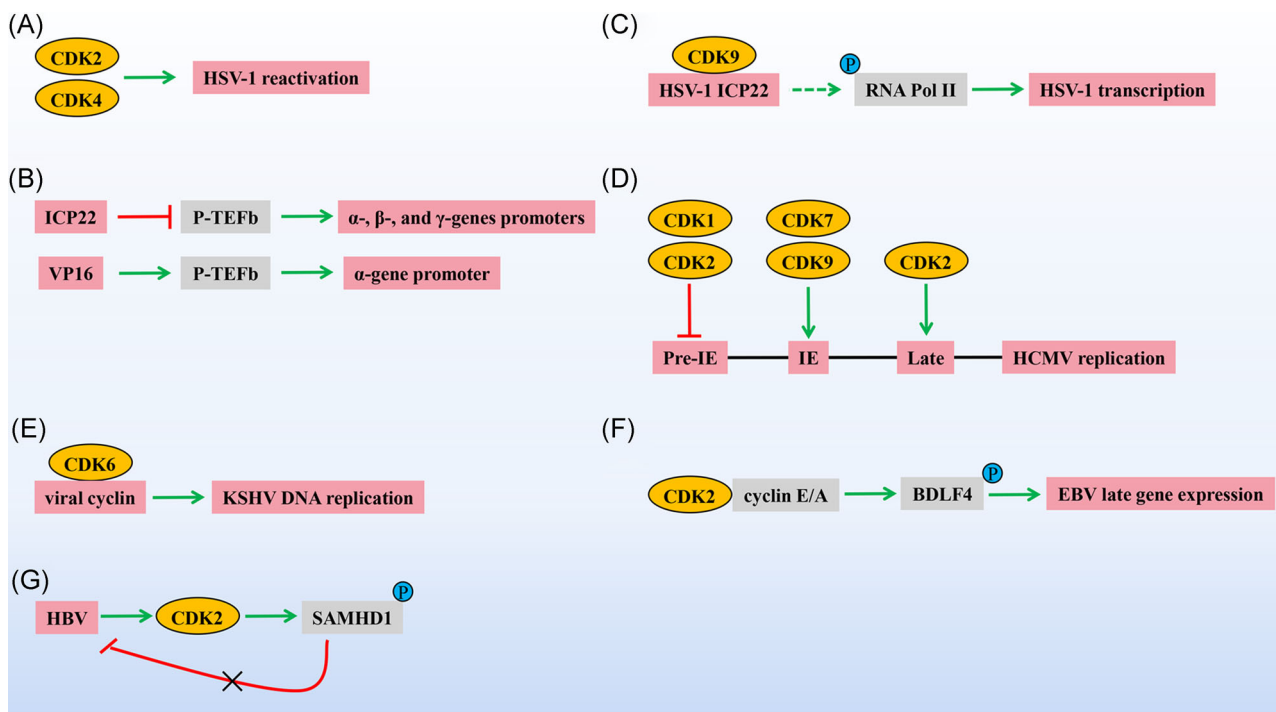 (A)
CDK2
CDK4
HSV-1 reactivation
(B)
ICP22
P-TEFb
α-, β-, and γ-genes promoters
VP16
P-TEFb
α-gene promoter
(C)
CDK9
HSV-1 ICP22
P
RNA Pol II
HSV-1 transcription
(D)
CDK1
CDK2
CDK7
CDK9
CDK2
Pre-IE
IE
Late
HCMV replication
(E)
CDK6
viral cyclin
KSHV DNA replication
(F)
CDK2
cyclin E/A
BDLF4
P
EBV late gene expression
(G)
HBV
CDK2
SAMHD1
P